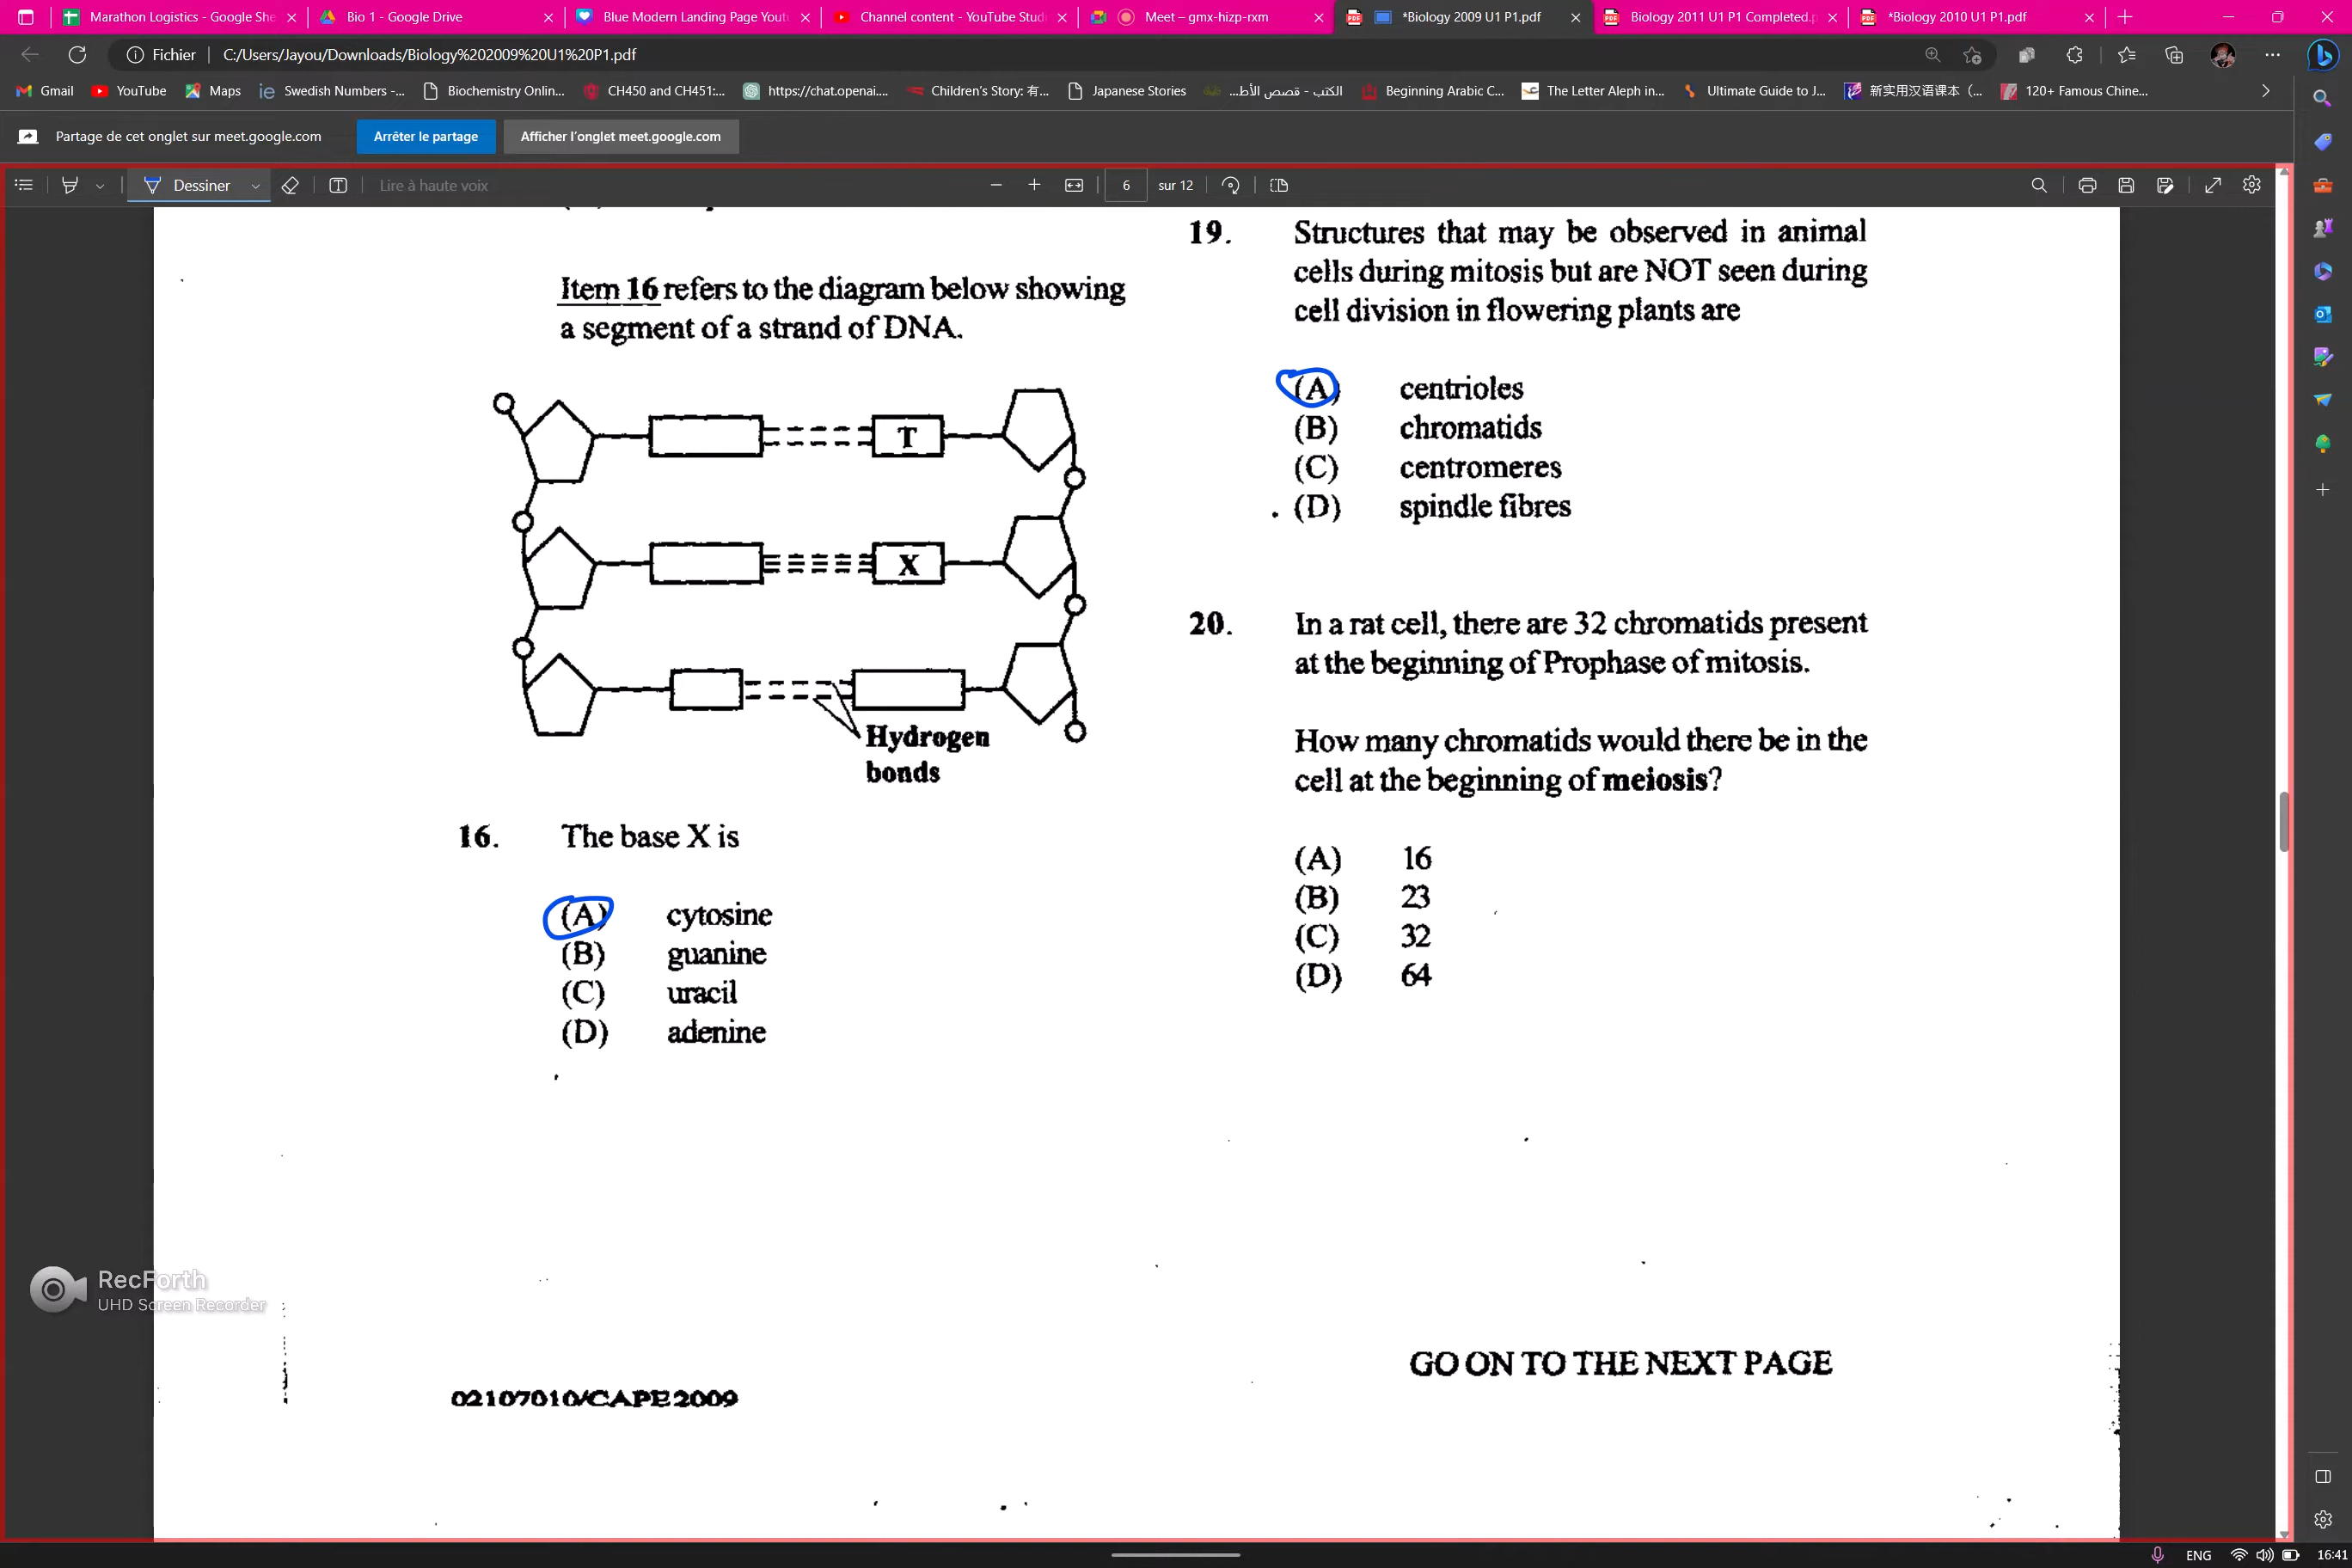 Marathon Logistics - Google She
Bio 1 - Google Drive
Blue Modern Landing Page Yout
Channel content - YouTube Studi
Meet – gmx-hizp-rxm
*Biology 2009 U1 P1.pdf
Biology 2011 U1 P1 Completed.p
*Biology 2010 U1 P1.pdf
Fichier
C:/Users/Jayou/Downloads/Biology%202009%20U1%20P1.pdf
Gmail
YouTube
Maps
Swedish Numbers -...
Biochemistry Onlin...
CH450 and CH451:...
https://chat.openai....
Children's Story: 有...
Japanese Stories
الكتب - قصص الأط...
Beginning Arabic C...
The Letter Aleph in...
Ultimate Guide to J...
新实用汉语课本（...
120+ Famous Chine...
Partage de cet onglet sur meet.google.com
Arrêter le partage
Afficher l'onglet meet.google.com
Dessiner
Lire à haute voix
6
sur 12
Item 16 refers to the diagram below showing
a segment of a strand of DNA.
T
X
Hydrogen
bonds
16. The base X is
(A) cytosine
(B) guanine
(C) uracil
(D) adenine
19. Structures that may be observed in animal
cells during mitosis but are NOT seen during
cell division in flowering plants are
(A) centrioles
(B) chromatids
(C) centromeres
(D) spindle fibres
20. In a rat cell, there are 32 chromatids present
at the beginning of Prophase of mitosis.
How many chromatids would there be in the
cell at the beginning of meiosis?
(A) 16
(B) 23
(C) 32
(D) 64
RecForth
UHD Screen Recorder
GO ON TO THE NEXT PAGE
02107010/CAPE 2009
ENG
16:41